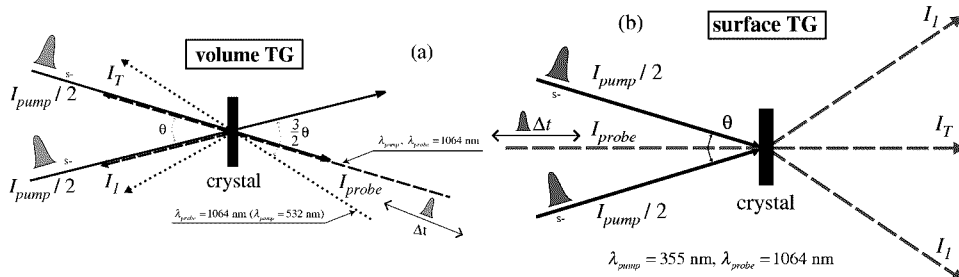 volume TG
(a)
s-
I_T
I_pump / 2
θ
3/2 θ
s-
I_pump / 2
I_1
crystal
λ_pump, λ_probe = 1064 nm
I_probe
λ_probe = 1064 nm (λ_pump = 532 nm)
Δt
(b)
surface TG
I_1
s-
I_pump / 2
Δt
I_probe
θ
I_T
s-
I_pump / 2
crystal
I_1
λ_pump = 355 nm, λ_probe = 1064 nm